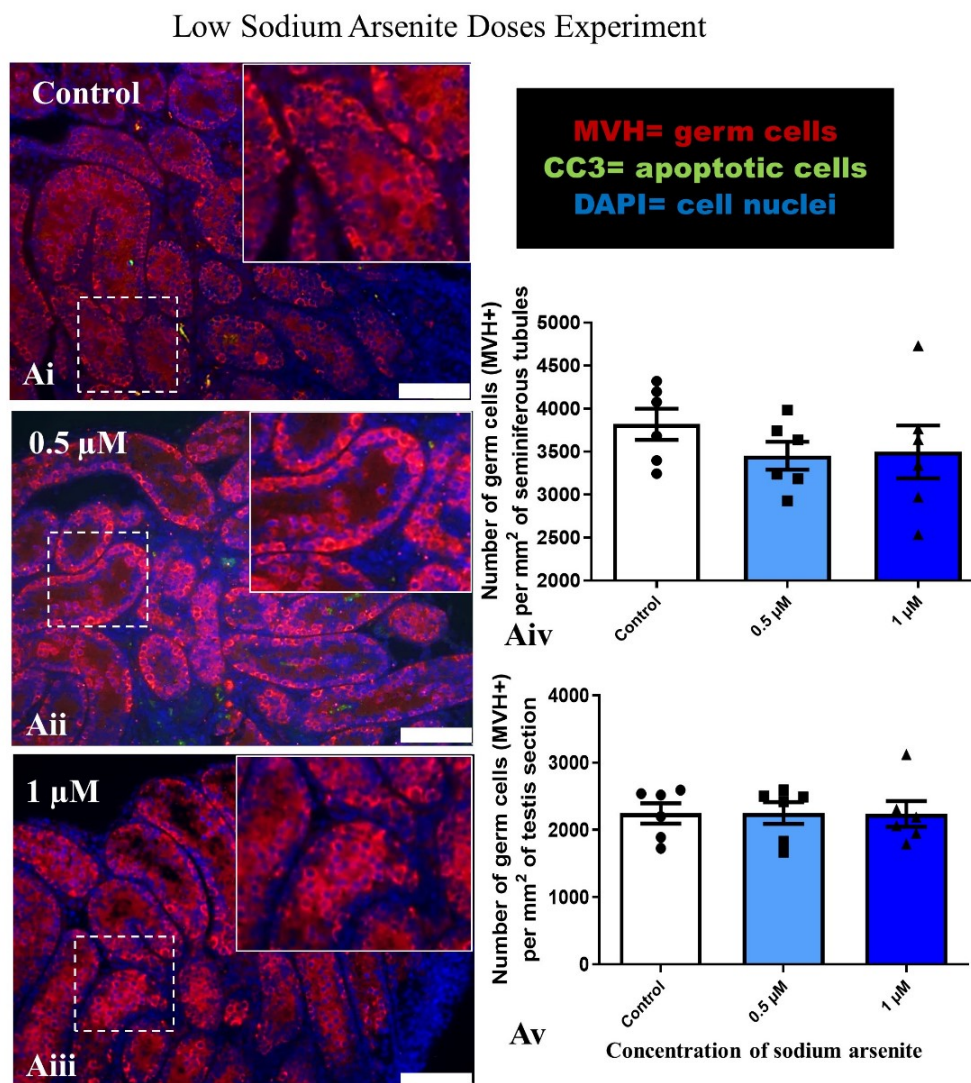 Low Sodium Arsenite Doses Experiment
Control
Ai
0.5 µM
Aii
1 µM
Aiii
MVH= germ cells
CC3= apoptotic cells
DAPI= cell nuclei
Number of germ cells (MVH+)
per mm² of seminiferous tubules
5000
4500
4000
3500
3000
2500
2000
Control
0.5 µM
1 µM
Aiv
Number of germ cells (MVH+)
per mm² of testis section
4000
3000
2000
1000
0
Control
0.5 µM
1 µM
Av
Concentration of sodium arsenite